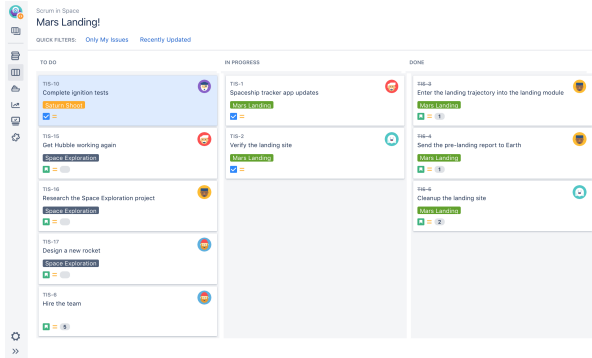 Scrum in Space
Mars Landing!
QUICK FILTERS: Only My Issues Recently Updated
TO DO
TIS-10
Complete ignition tests
Saturn Shoot
TIS-15
Get Hubble working again
Space Exploration
TIS-16
Research the Space Exploration project
Space Exploration
TIS-17
Design a new rocket
Space Exploration
TIS-8
Hire the team
5
IN PROGRESS
TIS-1
Spaceship tracker app updates
Mars Landing
TIS-2
Verify the landing site
Mars Landing
DONE
TIS-3
Enter the landing trajectory into the landing module
Mars Landing
1
TIS-4
Send the pre-landing report to Earth
Mars Landing
1
TIS-6
Cleanup the landing site
Mars Landing
2